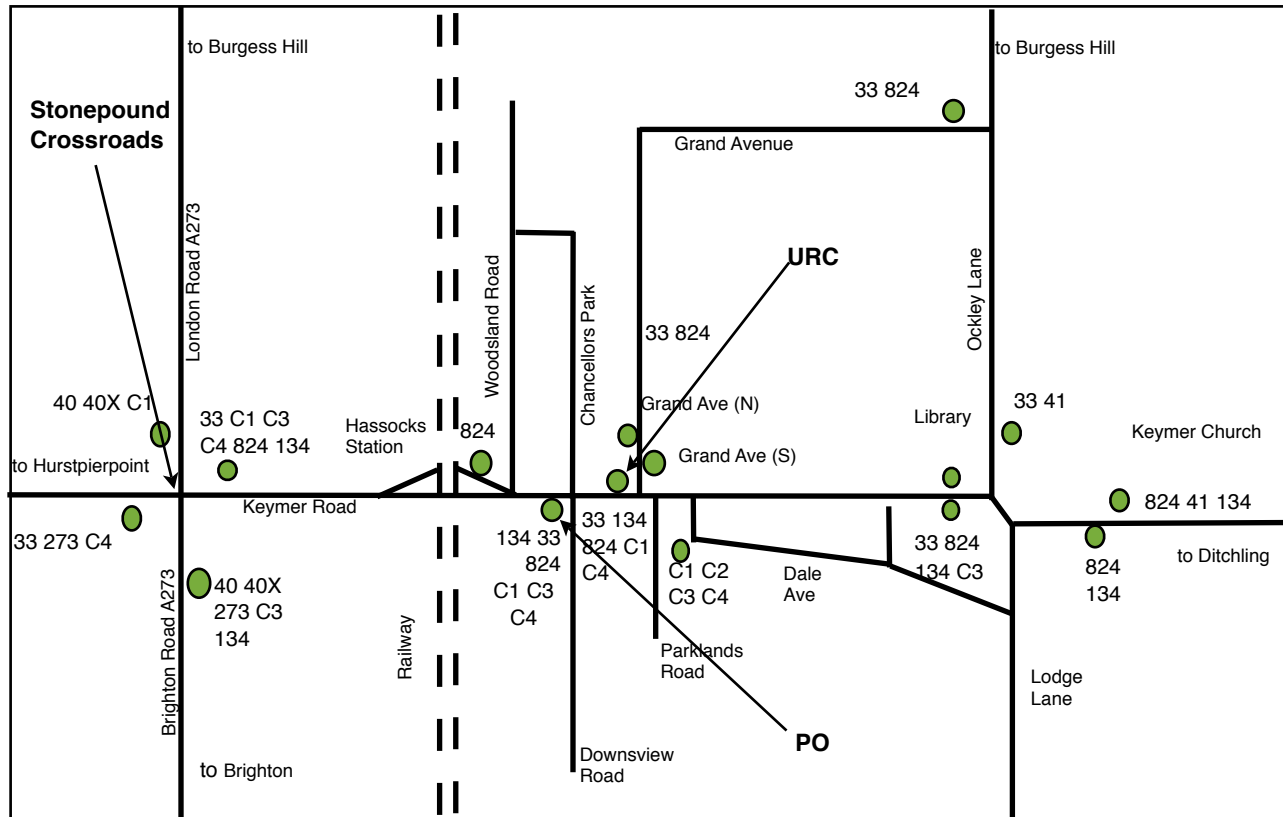 to Burgess Hill
to Burgess Hill
Stonepound
Crossroads
33 824
Grand Avenue
London Road A273
Woodsland Road
Chancellors Park
URC
Ockley Lane
33 824
40 40X C1
33 C1 C3
C4 824 134
Hassocks
Station
824
Grand Ave (N)
Library
33 41
Keymer Church
to Hurstpierpoint
Grand Ave (S)
Keymer Road
824 41 134
33 273 C4
134 33
824
C1 C3
C4
33 134
824 C1
C4
C1 C2
C3 C4
Dale
Ave
33 824
134 C3
824
134
to Ditchling
40 40X
273 C3
134
Brighton Road A273
Railway
Parklands
Road
Lodge
Lane
PO
to Brighton
Downsview
Road